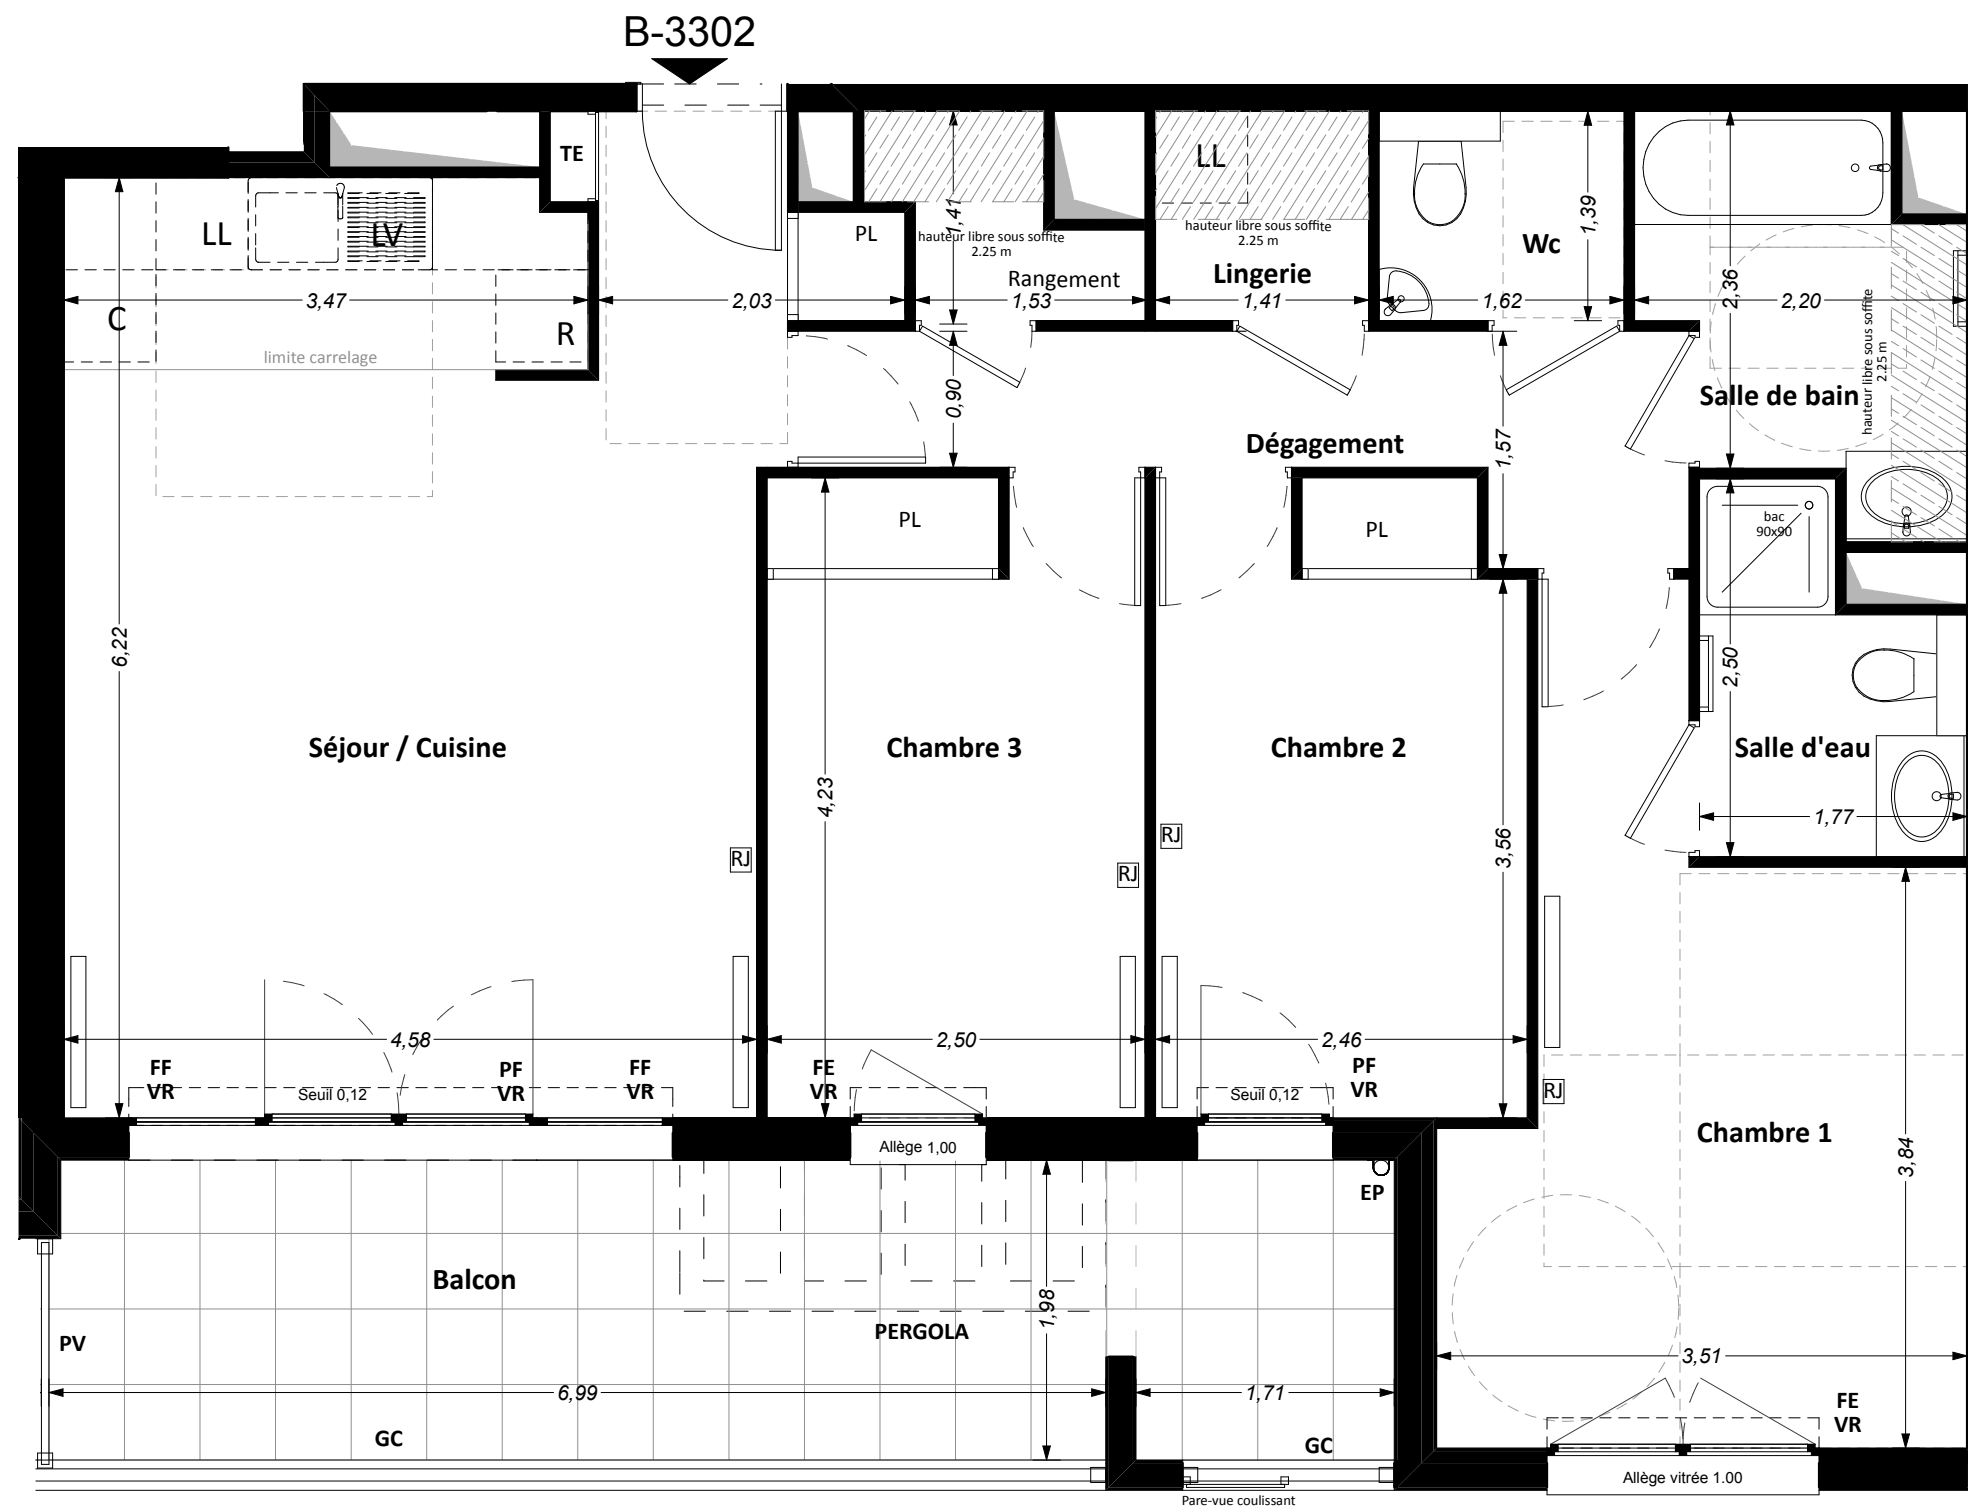 B-3302
TE
LL
LV
C
R
3,47
limite carrelage
2,03
PL
1,41
hauteur libre sous soffite
2.25 m
Rangement
1,53
LL
hauteur libre sous soffite
2.25 m
Lingerie
1,41
Wc
1,39
1,62
2,36
2,20
hauteur libre sous soffite
2.25 m
Salle de bain
0,90
Dégagement
1,57
PL
PL
bac
90x90
6,22
Séjour / Cuisine
4,23
Chambre 3
Chambre 2
3,56
2,50
Salle d'eau
1,77
RJ
RJ
RJ
RJ
4,58
2,50
2,46
FF
VR
Seuil 0,12
PF
VR
FF
VR
FE
VR
Seuil 0,12
PF
VR
Allège 1,00
Chambre 1
3,84
EP
Balcon
1,98
PERGOLA
PV
3,51
6,99
1,71
GC
GC
FE
VR
Allège vitrée 1.00
Pare-vue coulissant